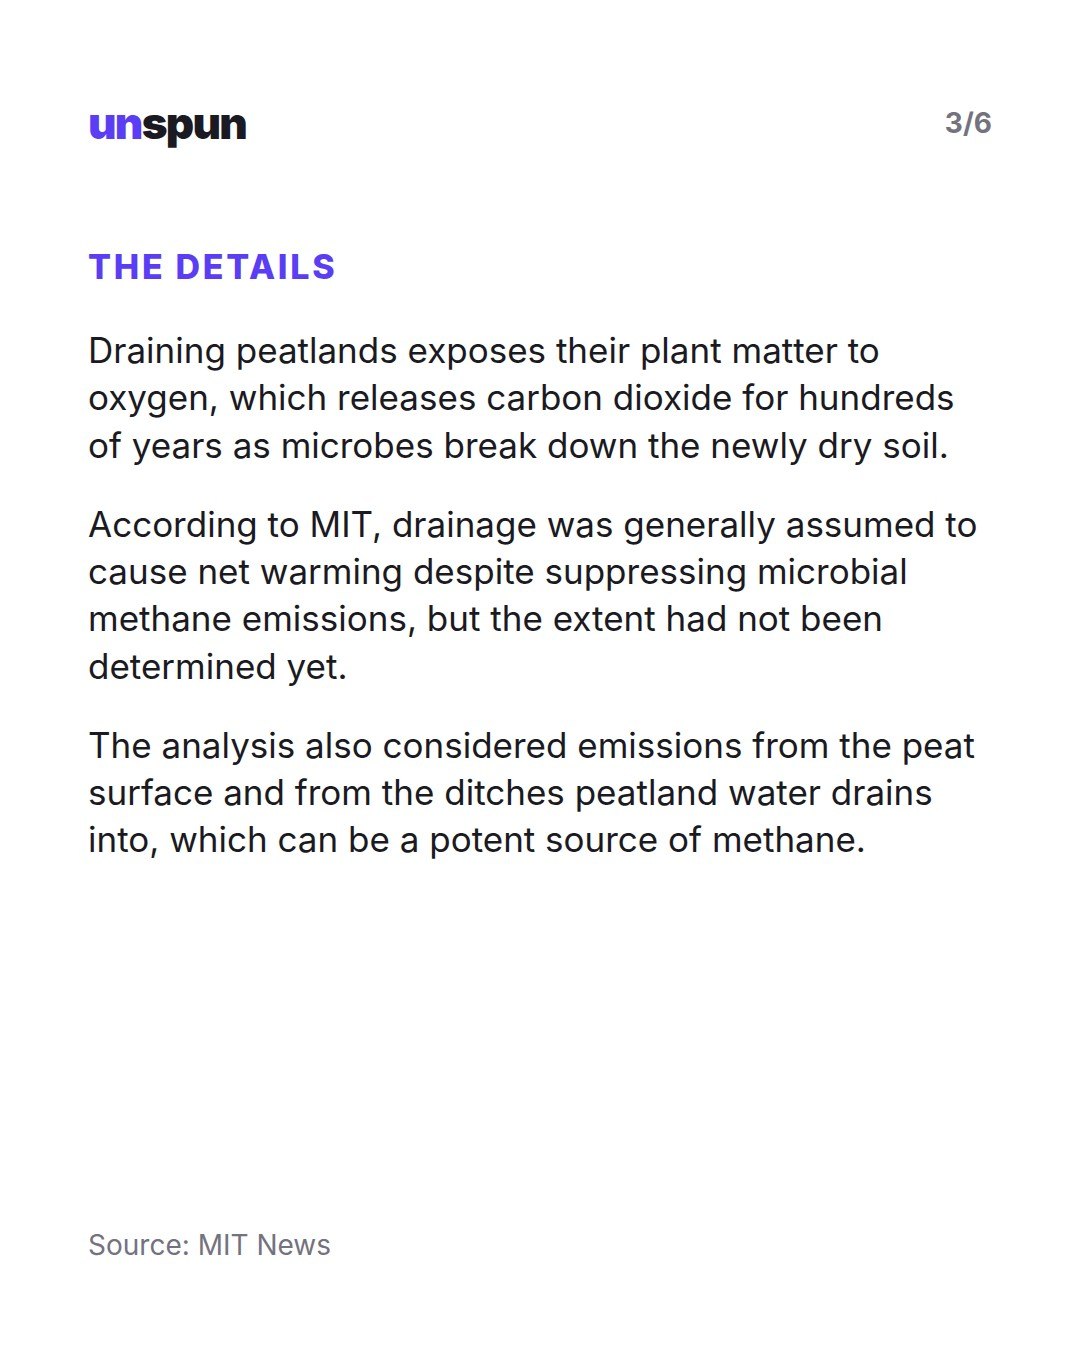 unspun
3/6
THE DETAILS
Draining peatlands exposes their plant matter to
oxygen, which releases carbon dioxide for hundreds
of years as microbes break down the newly dry soil.
According to MIT, drainage was generally assumed to
cause net warming despite suppressing microbial
methane emissions, but the extent had not been
determined yet.
The analysis also considered emissions from the peat
surface and from the ditches peatland water drains
into, which can be a potent source of methane.
Source: MIT News